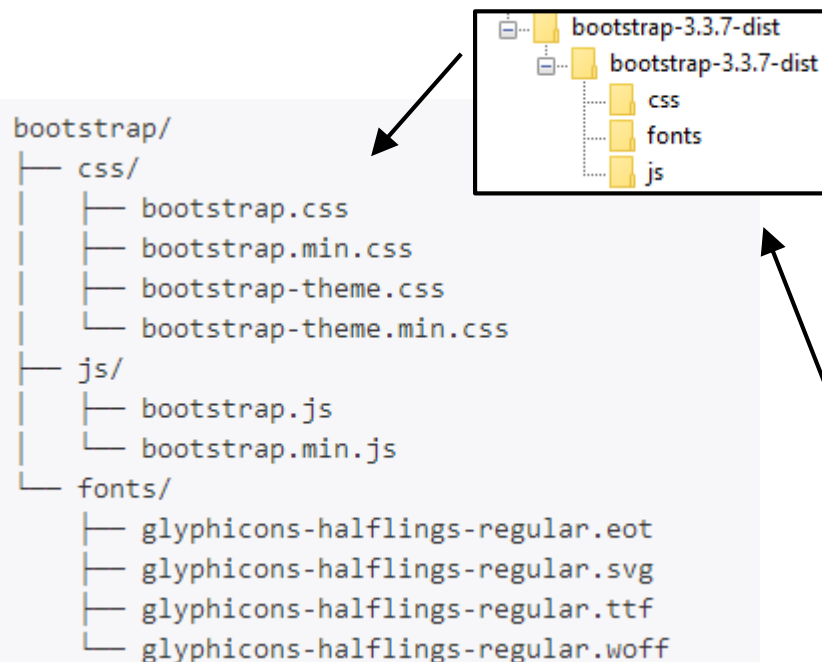 bootstrap-3.3.7-dist
bootstrap-3.3.7-dist
css
fonts
js
bootstrap/
├── css/
│   ├── bootstrap.css
│   ├── bootstrap.min.css
│   ├── bootstrap-theme.css
│   └── bootstrap-theme.min.css
├── js/
│   ├── bootstrap.js
│   └── bootstrap.min.js
└── fonts/
    ├── glyphicons-halflings-regular.eot
    ├── glyphicons-halflings-regular.svg
    ├── glyphicons-halflings-regular.ttf
    └── glyphicons-halflings-regular.woff